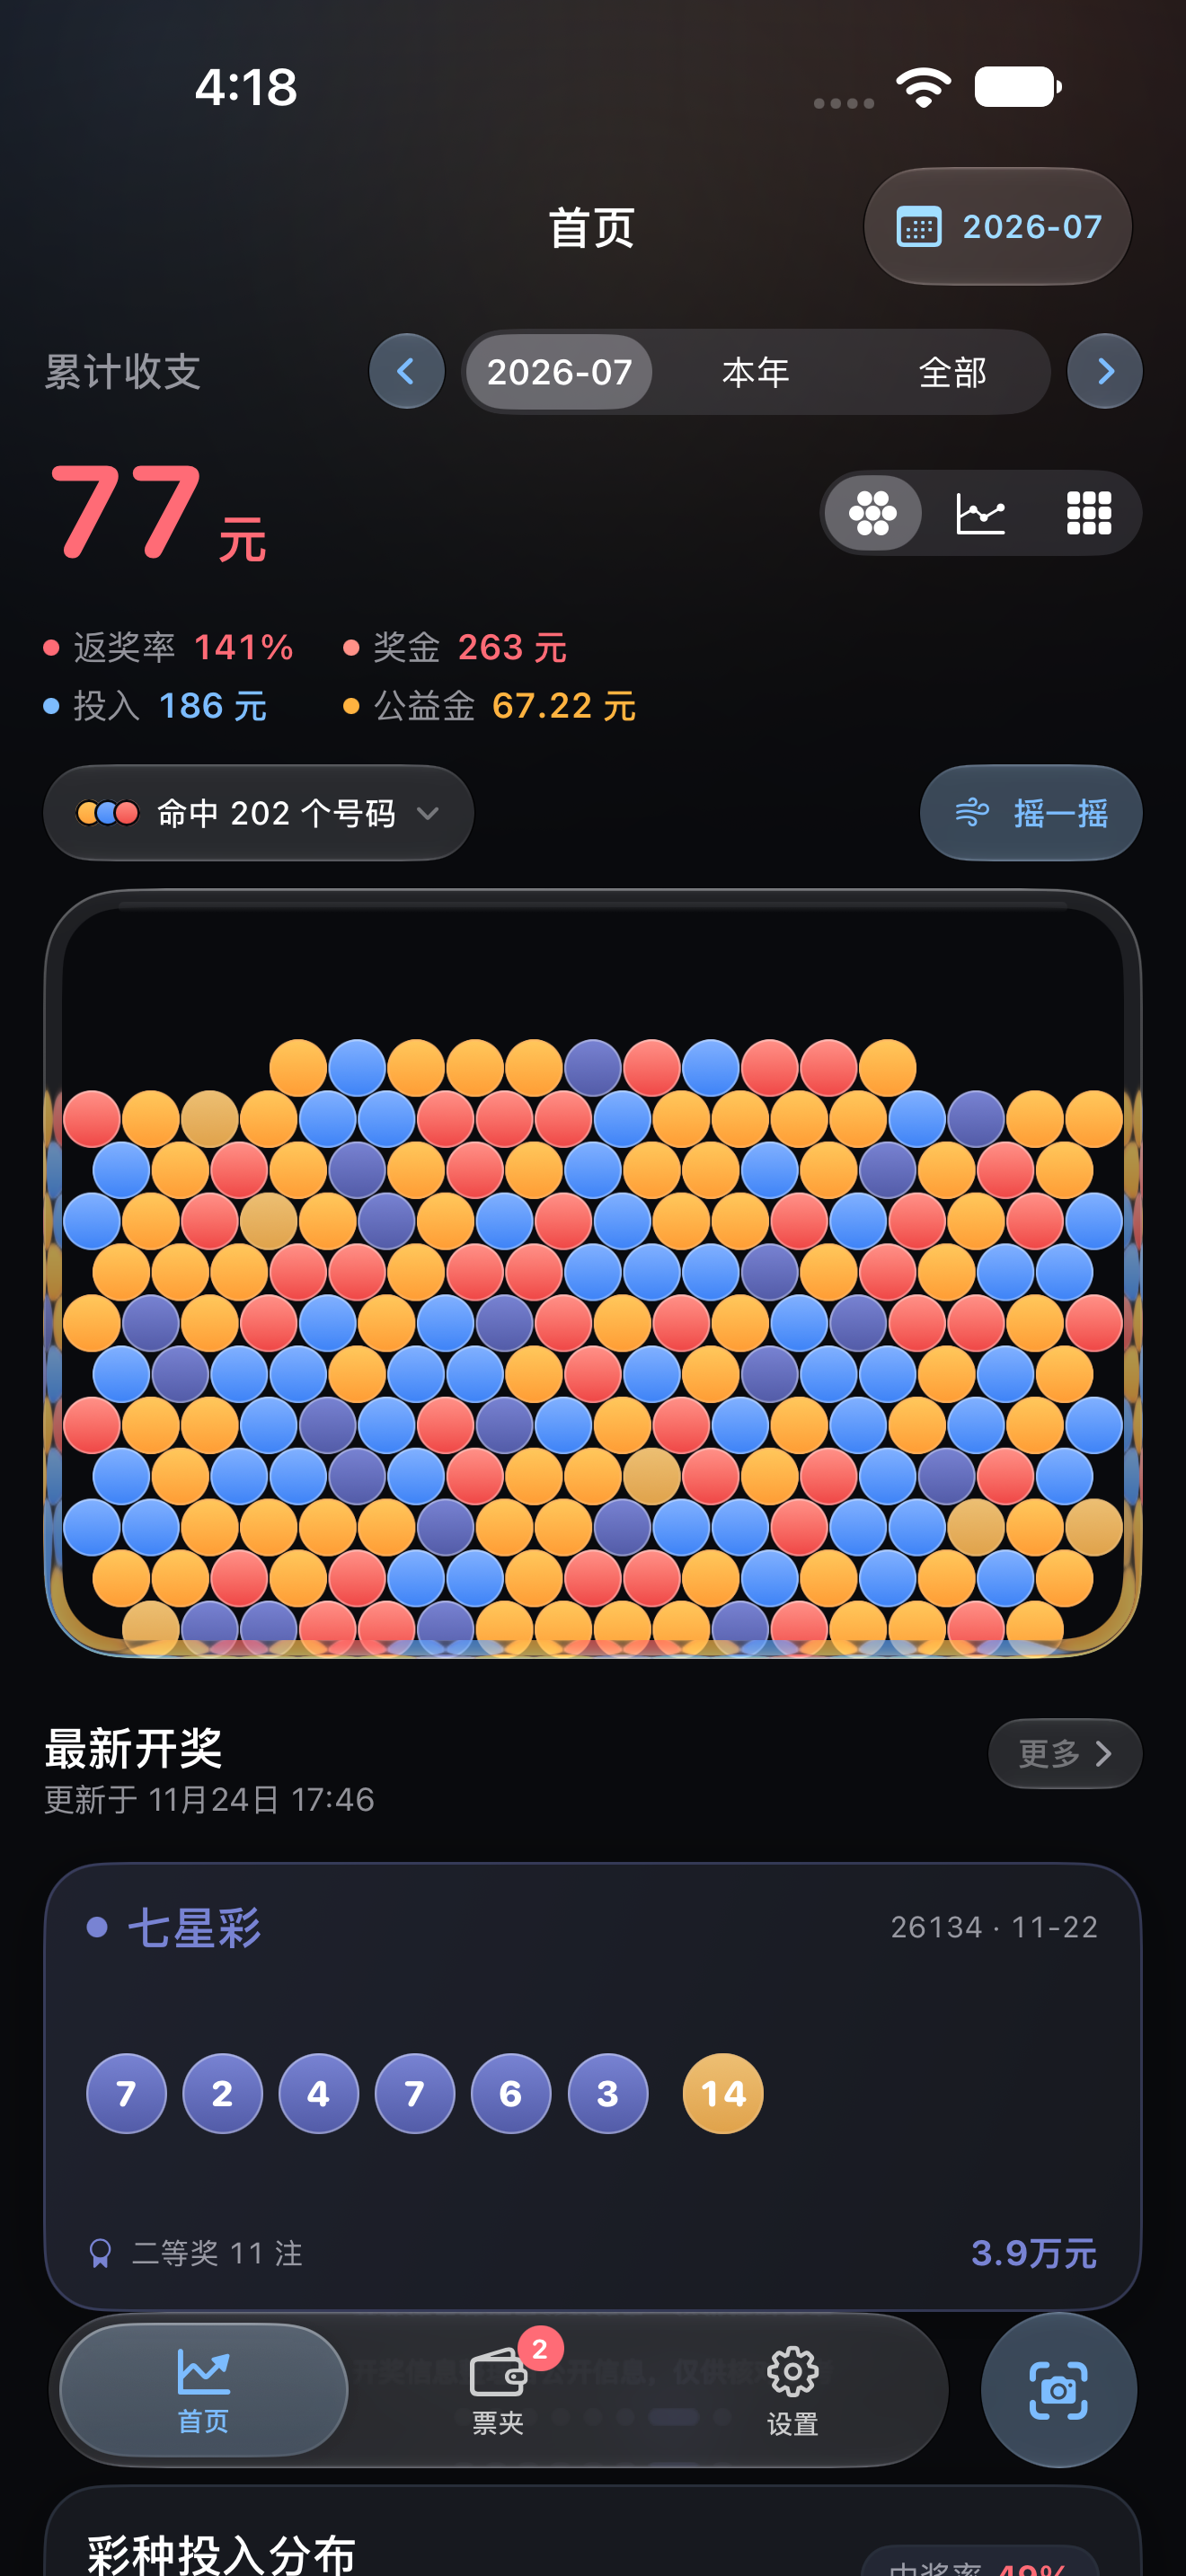 4:18
首页
2026-07
累计收支
2026-07
本年
全部
77 元
返奖率 141%
奖金 263 元
投入 186 元
公益金 67.22 元
命中 202 个号码
摇一摇
最新开奖
更多
更新于 11月24日 17:46
七星彩
26134 · 11-22
7 2 4 7 6 3 14
二等奖 11 注
3.9万元
2
首页
票夹
设置
彩种投入分布
中奖率 49%